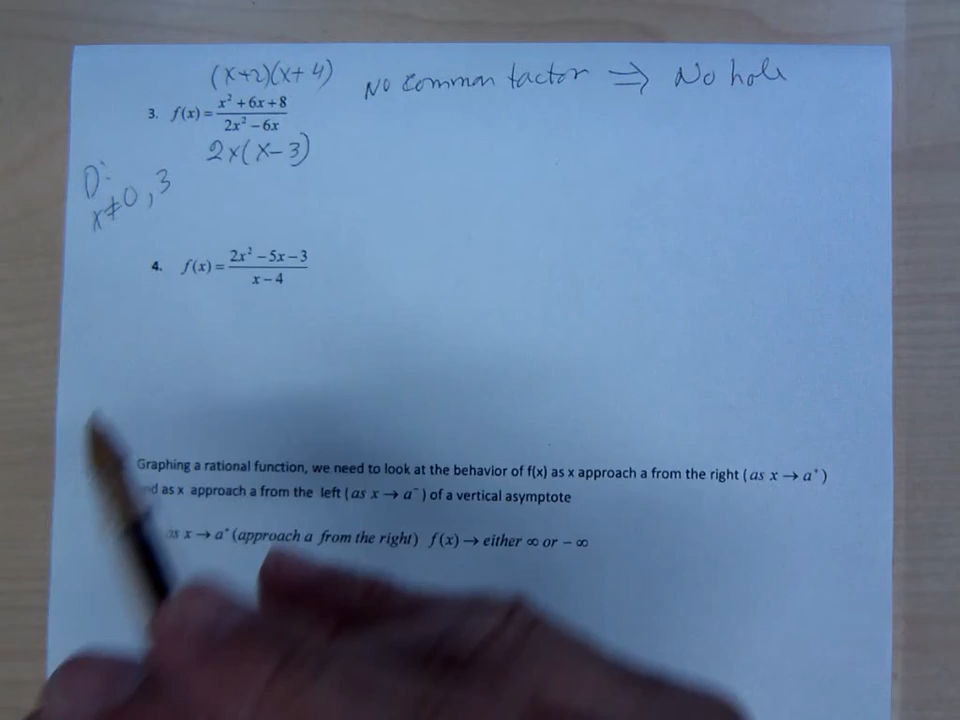 (x+2)(x+4) No common factor ⇒ No hole
3. f(x) = (x² + 6x + 8)/(2x² − 6x)
2x(x−3)
D:
x≠0, 3
4. f(x) = (2x² − 5x − 3)/(x − 4)
Graphing a rational function, we need to look at the behavior of f(x) as x approach a from the right ( as x → a⁺ )
as x approach a from the left ( as x → a⁻ ) of a vertical asymptote
as x → a⁺ (approach a from the right) f(x) → either ∞ or − ∞